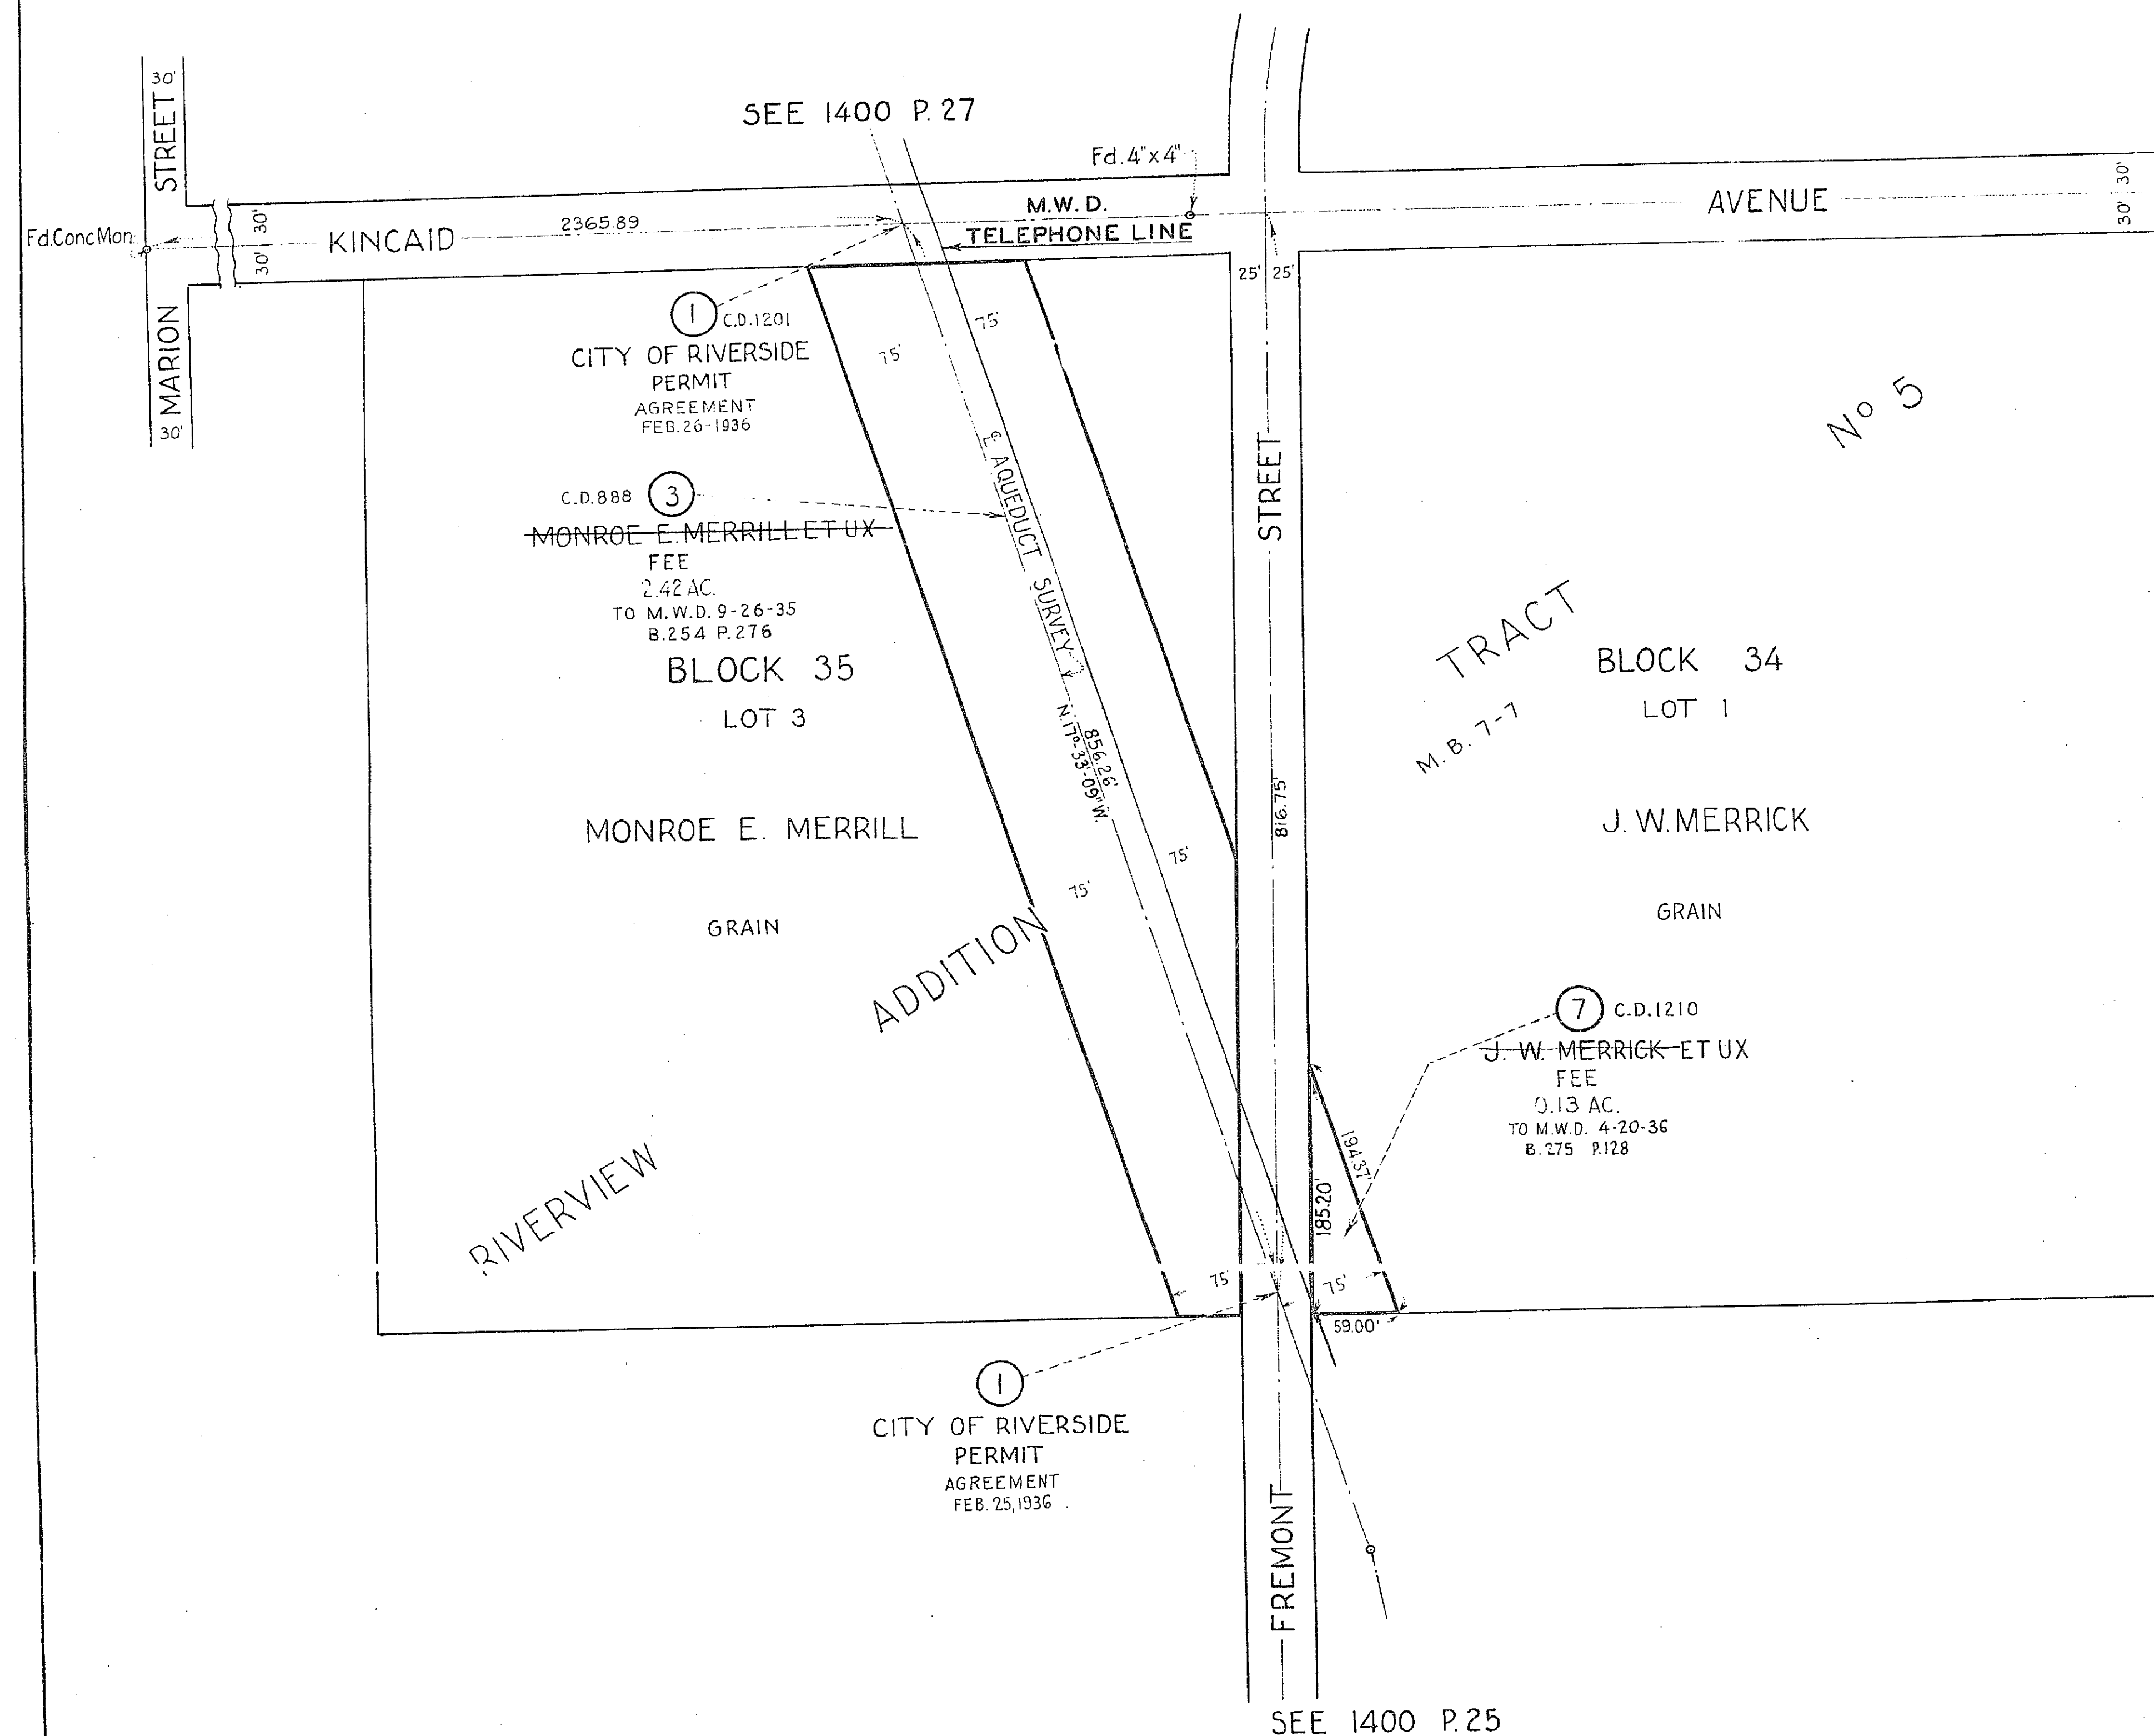 SEE 1400 P. 27
STREET
30'
Fd. 4"x4"
M.W.D.
TELEPHONE LINE
KINCAID
2365.89
AVENUE
30'
30'
30'
30'
Fd.Conc Mon.
MARION
30'
25' 25'
1 C.D.1201
CITY OF RIVERSIDE
PERMIT
AGREEMENT
FEB.26-1936
75'
75'
C.D.888 3
MONROE E. MERRILL ET UX
FEE
2.42 AC.
TO M.W.D. 9-26-35
B.254 P.276
BLOCK 35
LOT 3
MONROE E. MERRILL
GRAIN
℄ AQUEDUCT SURVEY
856.26'
N.17°-33'-09"W.
75'
75'
STREET
816.75'
Nº 5
TRACT
M. B. 7-7
BLOCK 34
LOT 1
J. W. MERRICK
GRAIN
ADDITION
RIVERVIEW
7 C.D.1210
J. W. MERRICK ET UX
FEE
0.13 AC.
TO M.W.D. 4-20-36
B.275 P.128
194.37'
185.20'
75'
75'
59.00'
1
CITY OF RIVERSIDE
PERMIT
AGREEMENT
FEB. 25,1936
FREMONT
SEE 1400 P. 25